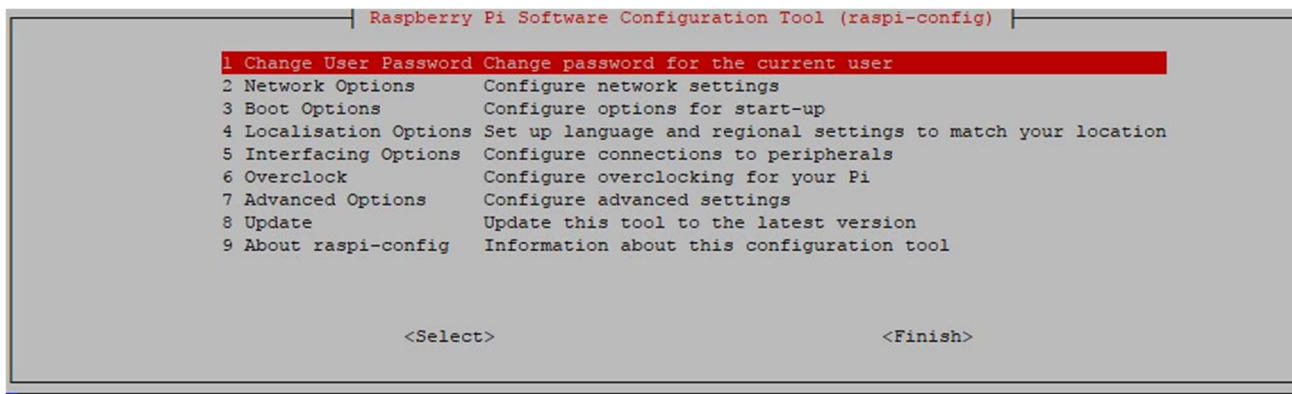 Raspberry Pi Software Configuration Tool (raspi-config)
1 Change User Password Change password for the current user
2 Network Options Configure network settings
3 Boot Options Configure options for start-up
4 Localisation Options Set up language and regional settings to match your location
5 Interfacing Options Configure connections to peripherals
6 Overclock Configure overclocking for your Pi
7 Advanced Options Configure advanced settings
8 Update Update this tool to the latest version
9 About raspi-config Information about this configuration tool
<Select> <Finish>